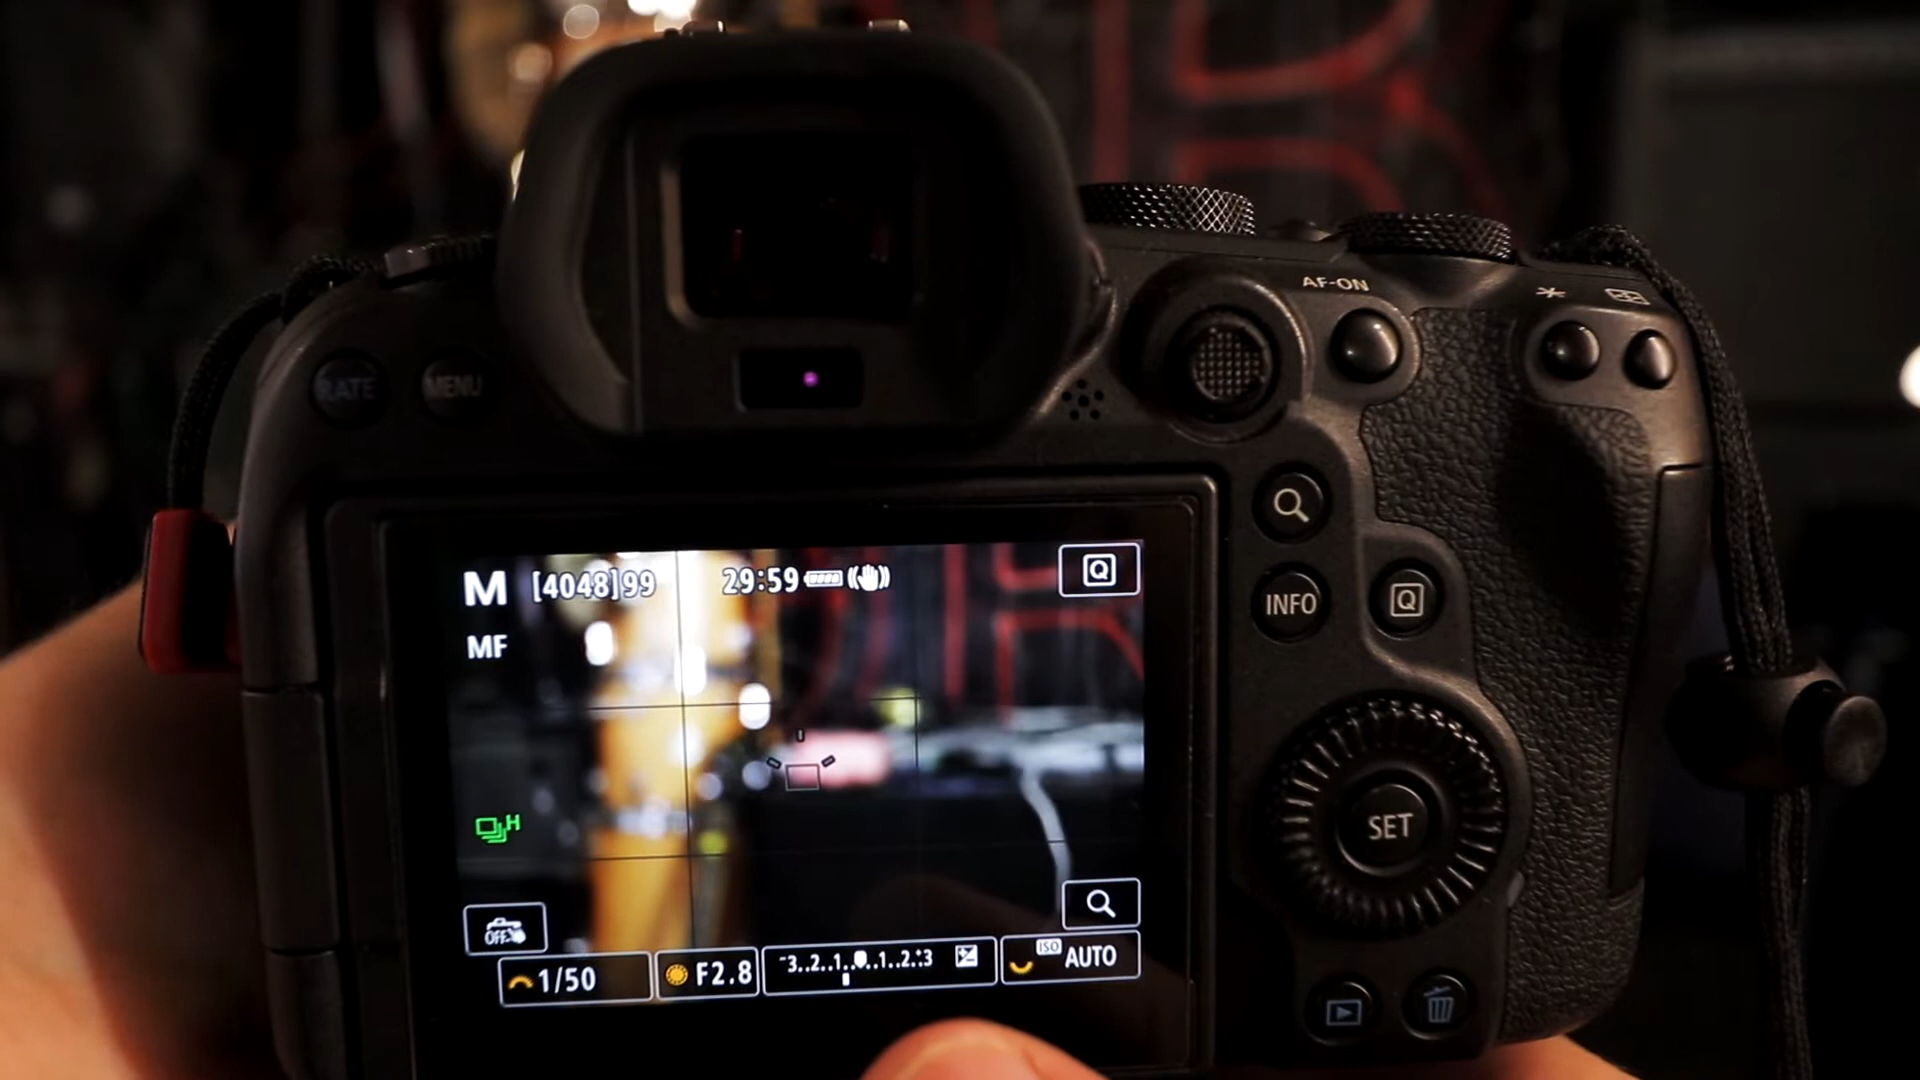 AF-ON
RATE
MENU
M [4048]99 29:59 Q
MF
INFO
Q
H
SET
OFF
1/50 F2.8 -3..2..1..0..1..2.:3 ISO AUTO